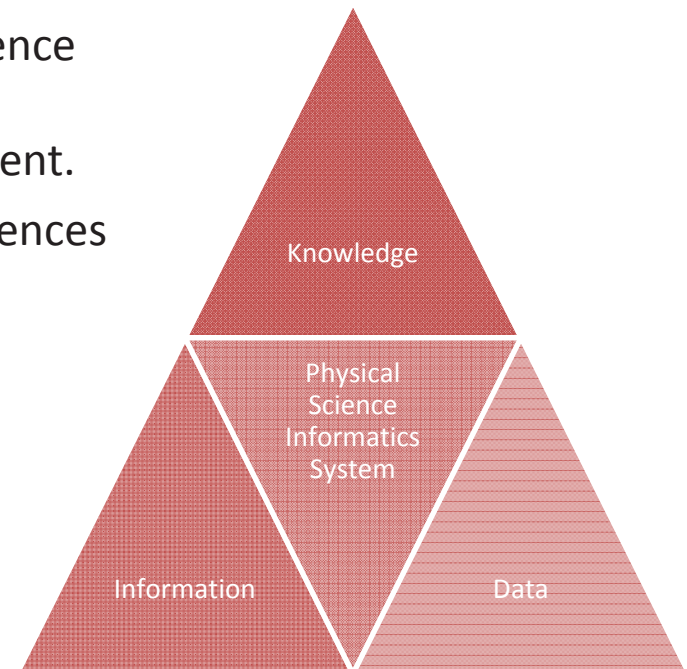 ence
ent.
ences
Knowledge
Physical
Science
Informatics
System
Information
Data